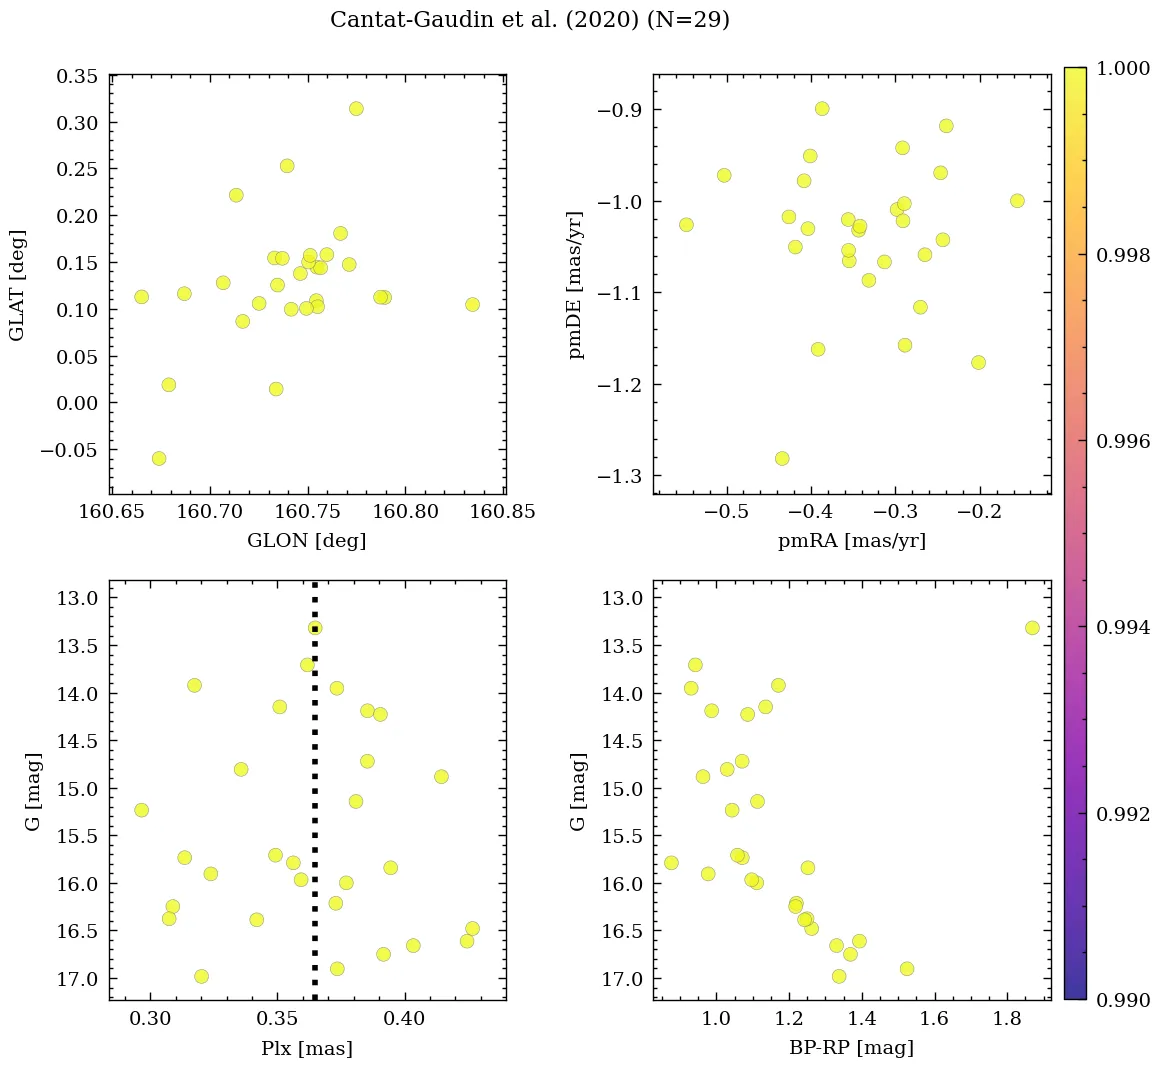 Cantat-Gaudin et al. (2020) (N=29)
0.35
0.30
0.25
0.20
0.15
0.10
0.05
0.00
−0.05
GLAT [deg]
160.65 160.70 160.75 160.80 160.85
GLON [deg]
−0.9
−1.0
−1.1
−1.2
−1.3
pmDE [mas/yr]
−0.5 −0.4 −0.3 −0.2
pmRA [mas/yr]
13.0
13.5
14.0
14.5
15.0
15.5
16.0
16.5
17.0
G [mag]
0.30 0.35 0.40
Plx [mas]
13.0
13.5
14.0
14.5
15.0
15.5
16.0
16.5
17.0
G [mag]
1.0 1.2 1.4 1.6 1.8
BP-RP [mag]
1.000
0.998
0.996
0.994
0.992
0.990